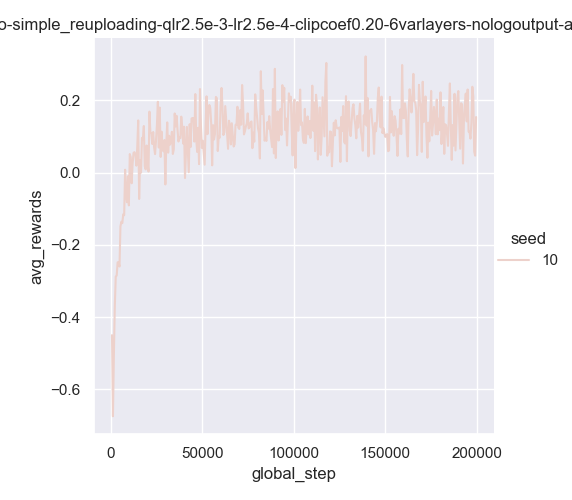 o-simple_reuploading-qlr2.5e-3-lr2.5e-4-clipcoef0.20-6varlayers-nologoutput-a
0.2
0.0
−0.2
−0.4
−0.6
avg_rewards
0
50000
100000
150000
200000
global_step
seed
10